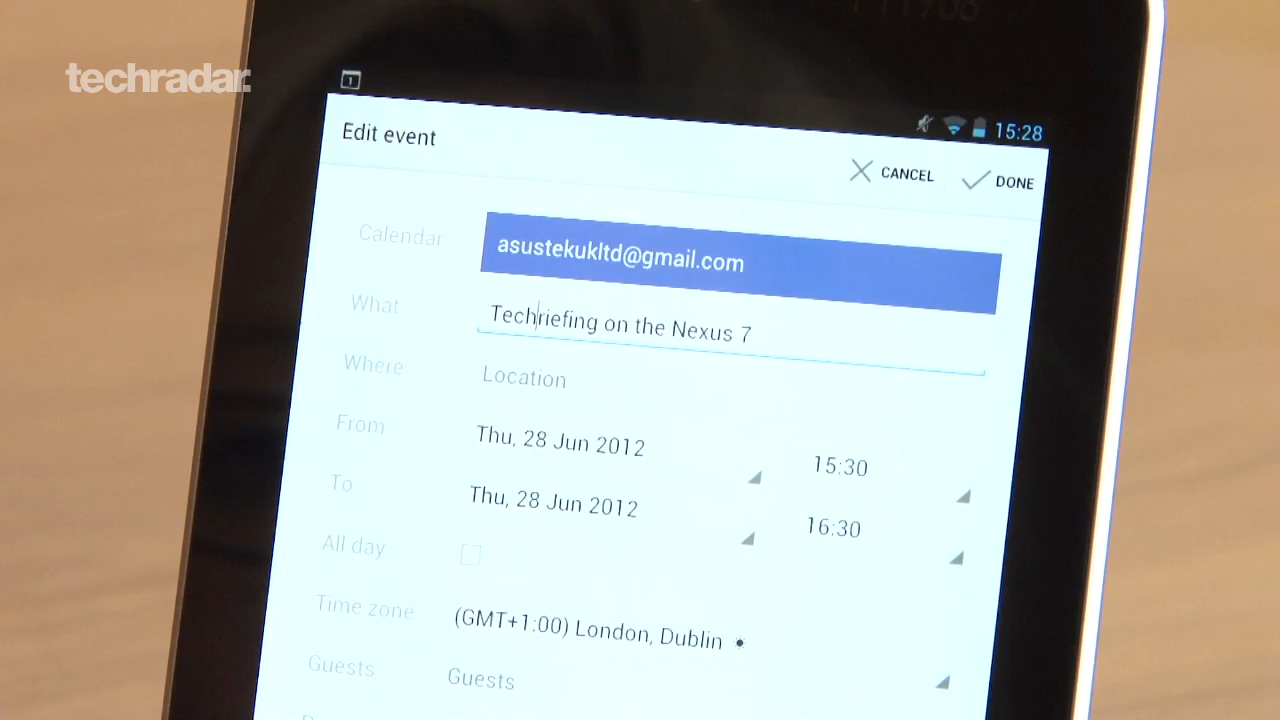 techradar.
1
15:28
Edit event
CANCEL
DONE
Calendar
asustekukltd@gmail.com
What
Techriefing on the Nexus 7
Where
Location
From
Thu, 28 Jun 2012
15:30
To
Thu, 28 Jun 2012
16:30
All day
Time zone
(GMT+1:00) London, Dublin
Guests
Guests